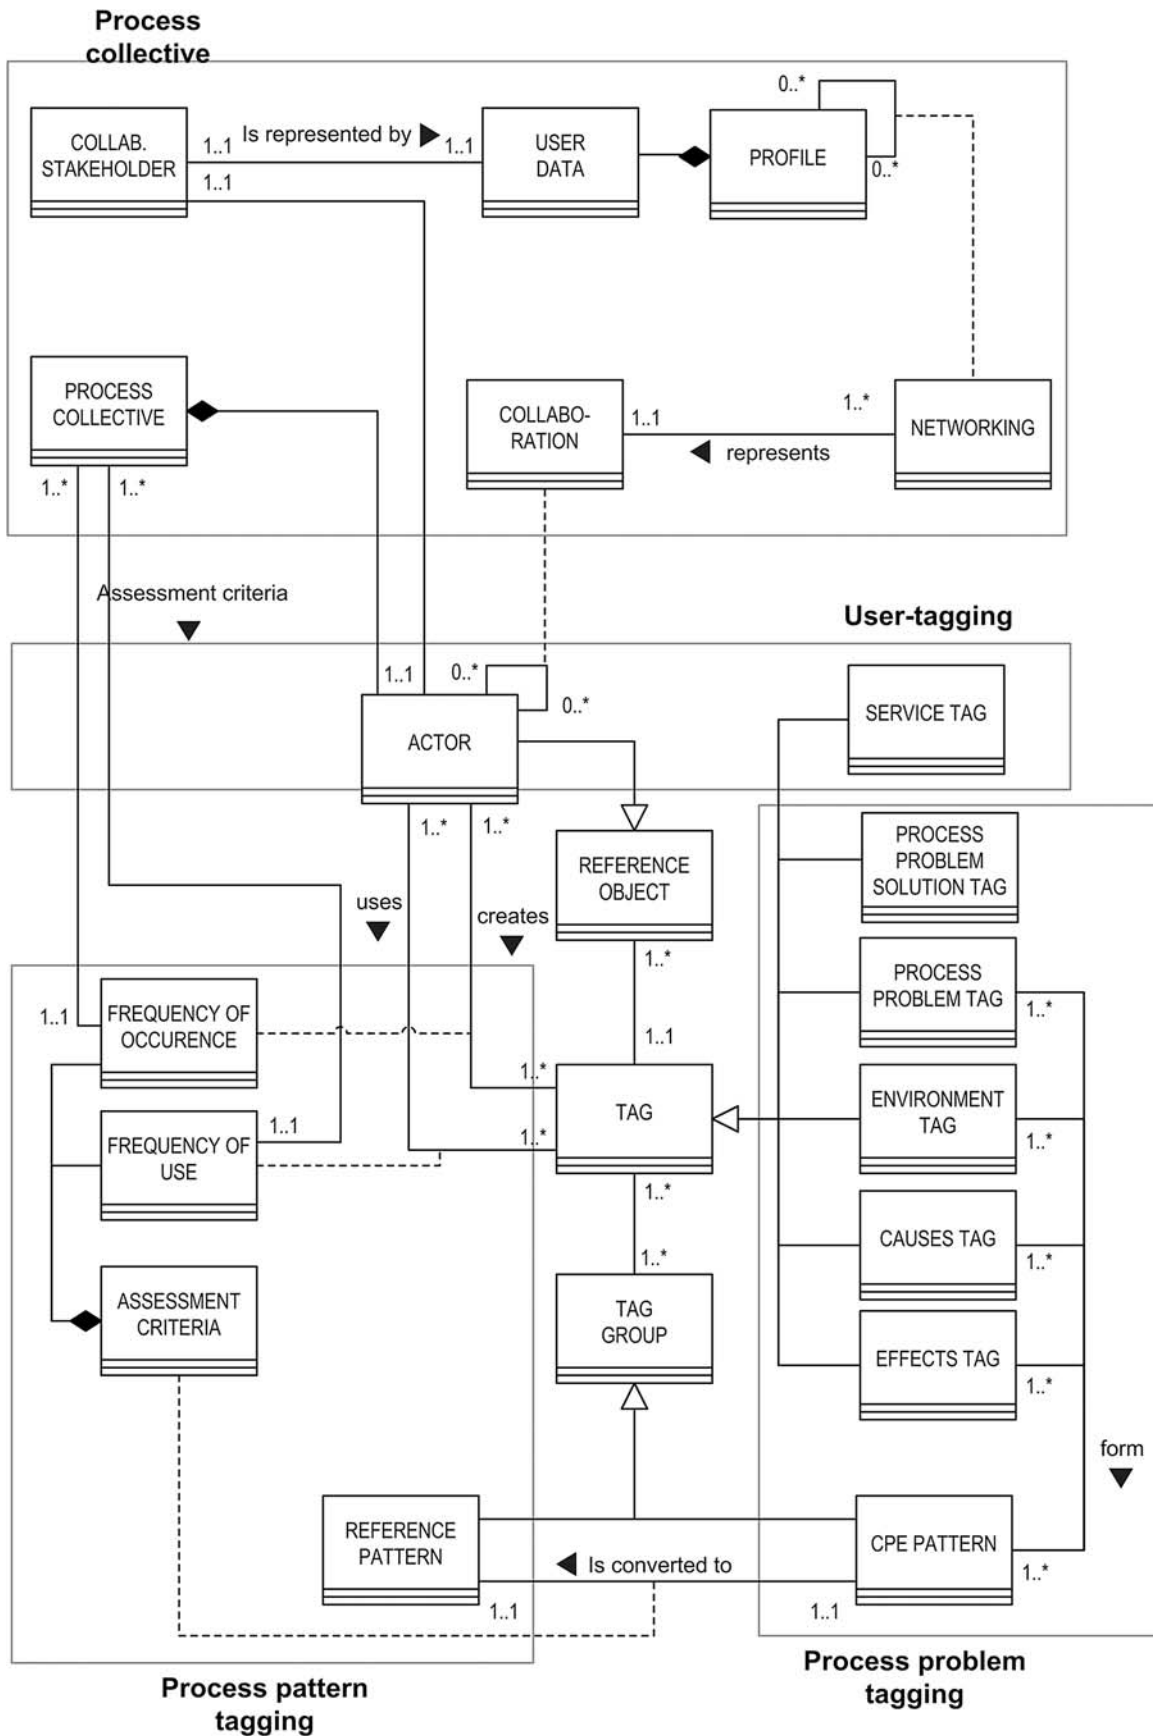 Process
collective
0..*
COLLAB.
STAKEHOLDER
1..1
Is represented by
1..1
USER
DATA
PROFILE
0..*
1..1
PROCESS
COLLECTIVE
COLLABO-
RATION
1..1
1..*
NETWORKING
represents
1..*
1..*
Assessment criteria
User-tagging
1..1
0..*
0..*
SERVICE TAG
ACTOR
1..*
1..*
PROCESS
PROBLEM
SOLUTION TAG
REFERENCE
OBJECT
uses
creates
1..*
PROCESS
PROBLEM TAG
1..*
FREQUENCY OF
OCCURENCE
1..1
1..1
1..*
TAG
ENVIRONMENT
TAG
1..*
1..1
1..*
FREQUENCY OF
USE
1..*
CAUSES TAG
1..*
1..*
ASSESSMENT
CRITERIA
TAG
GROUP
EFFECTS TAG
1..*
form
REFERENCE
PATTERN
CPE PATTERN
Is converted to
1..*
1..1
1..1
Process pattern
tagging
Process problem
tagging